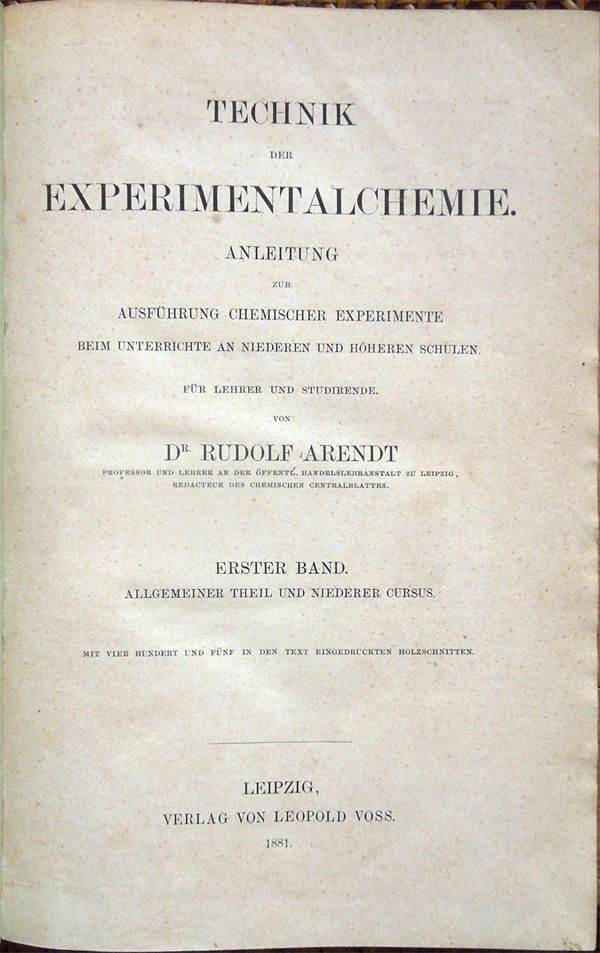 TECHNIK
DER
EXPERIMENTALCHEMIE.
ANLEITUNG
ZUR
AUSFÜHRUNG CHEMISCHER EXPERIMENTE
BEIM UNTERRICHTE AN NIEDEREN UND HÖHEREN SCHULEN.
FÜR LEHRER UND STUDIRENDE.
VON
DR. RUDOLF ARENDT
PROFESSOR UND LEHRER AN DER ÖFFENTL. HANDELSLEHRANSTALT ZU LEIPZIG,
REDACTEUR DES CHEMISCHEN CENTRALBLATTES.
ERSTER BAND.
ALLGEMEINER THEIL UND NIEDERER CURSUS.
MIT VIER HUNDERT UND FÜNF IN DEN TEXT EINGEDRUCKTEN HOLZSCHNITTEN.
LEIPZIG,
VERLAG VON LEOPOLD VOSS.
1881.